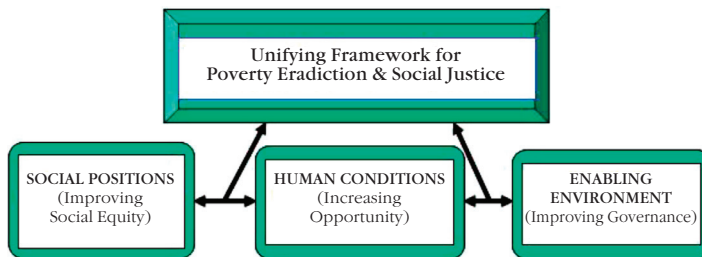 Unifying Framework for
Poverty Eradiction & Social Justice
SOCIAL POSITIONS
(Improving
Social Equity)
HUMAN CONDITIONS
(Increasing
Opportunity)
ENABLING
ENVIRONMENT
(Improving Governance)